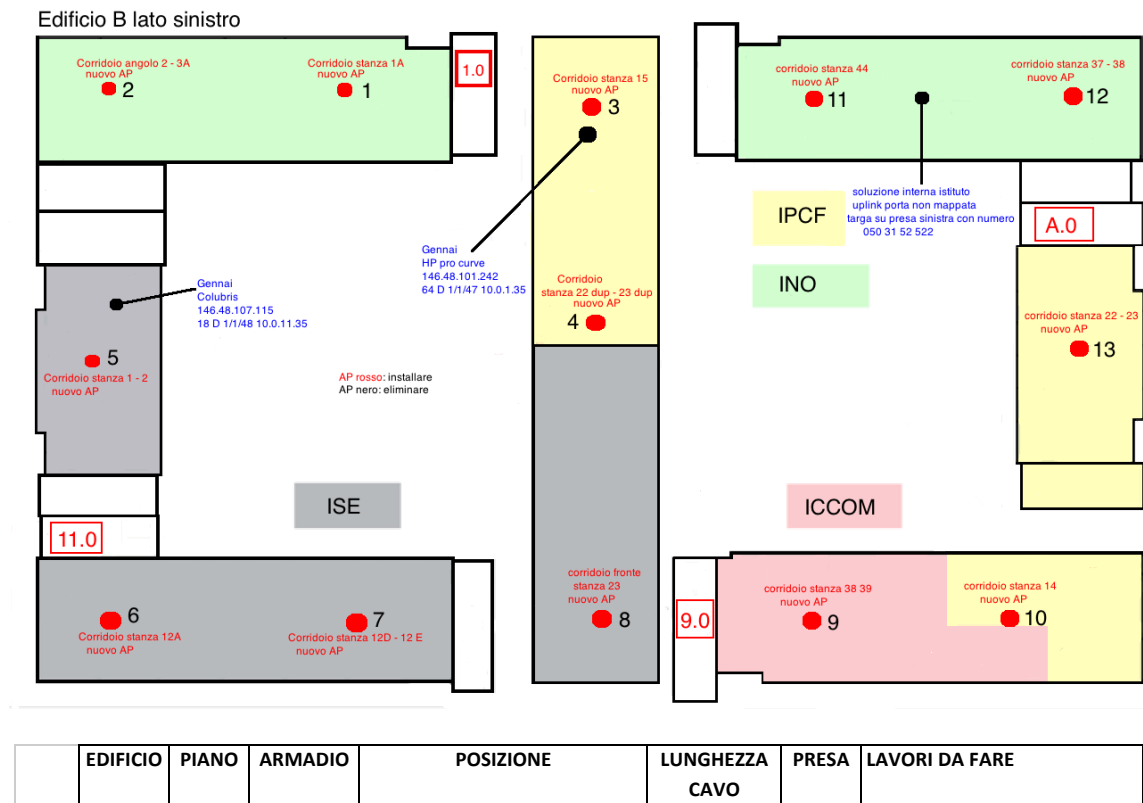 Edificio B lato sinistro
Corridoio angolo 2 - 3A
nuovo AP
2
Corridoio stanza 1A
nuovo AP
1
1.0
Corridoio stanza 15
nuovo AP
3
corridoio stanza 44
nuovo AP
11
corridoio stanza 37 - 38
nuovo AP
12
soluzione interna istituto
uplink porta non mappata
targa su presa sinistra con numero
050 31 52 522
IPCF
A.0
INO
Gennai
HP pro curve
146.48.101.242
64 D 1/1/47 10.0.1.35
Gennai
Colubris
146.48.107.115
18 D 1/1/48 10.0.11.35
Corridoio
stanza 22 dup - 23 dup
nuovo AP
4
corridoio stanza 22 - 23
nuovo AP
13
5
Corridoio stanza 1 - 2
nuovo AP
AP rosso: installare
AP nero: eliminare
ISE
ICCOM
11.0
6
Corridoio stanza 12A
nuovo AP
7
Corridoio stanza 12D - 12 E
nuovo AP
corridoio fronte
stanza 23
nuovo AP
8
9.0
corridoio stanza 38 39
nuovo AP
9
corridoio stanza 14
nuovo AP
10
EDIFICIO PIANO ARMADIO POSIZIONE LUNGHEZZA PRESA LAVORI DA FARE
CAVO